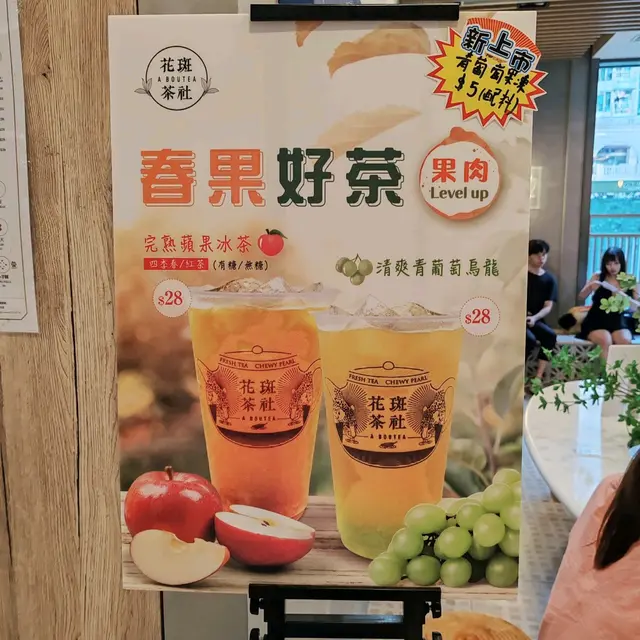 花斑
A BOUTEA
茶社
新上市
青葡萄果凍
$5(配料)
春果好茶
果肉
Level up
完熟蘋果冰茶
四季春/紅茶 (有糖/無糖)
清爽青葡萄烏龍
$28
$28
FRESH TEA CHEWY PEARL
花斑
茶社
A BOUTEA
FRESH TEA CHEWY PEARL
花斑
茶社
A BOUTEA